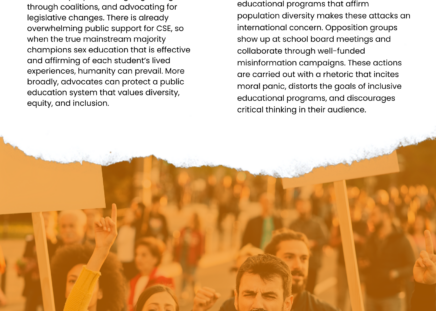 through coalitions, and advocating for
legislative changes. There is already
overwhelming public support for CSE, so
when the true mainstream majority
champions sex education that is effective
and affirming of each student's lived
experiences, humanity can prevail. More
broadly, advocates can protect a public
education system that values diversity,
equity, and inclusion.
educational programs that affirm
population diversity makes these attacks an
international concern. Opposition groups
show up at school board meetings and
collaborate through well-funded
misinformation campaigns. These actions
are carried out with a rhetoric that incites
moral panic, distorts the goals of inclusive
educational programs, and discourages
critical thinking in their audience.